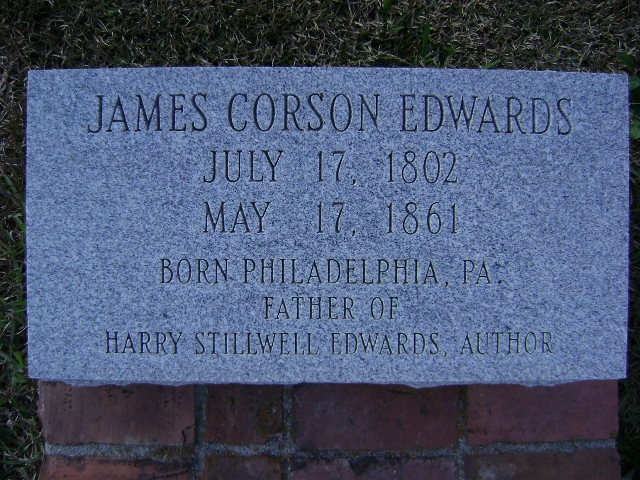 JAMES CORSON EDWARDS
JULY 17, 1802
MAY 17, 1861
BORN PHILADELPHIA, PA.
FATHER OF
HARRY STILLWELL EDWARDS, AUTHOR